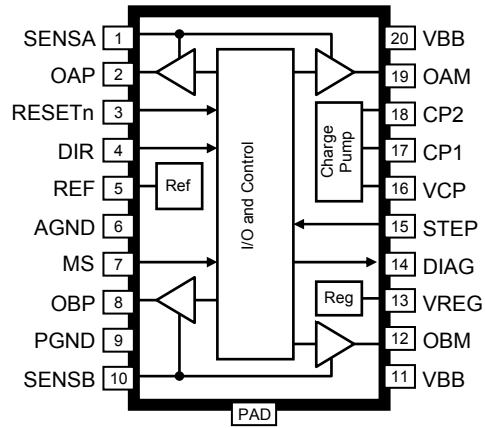 SENSA 1 20 VBB
OAP 2 19 OAM
RESETn 3 18 CP2
DIR 4 17 CP1
REF 5 Ref 16 VCP
AGND 6 15 STEP
MS 7 14 DIAG
OBP 8 Reg 13 VREG
PGND 9 12 OBM
SENSB 10 11 VBB
I/O and Control
Charge
Pump
PAD